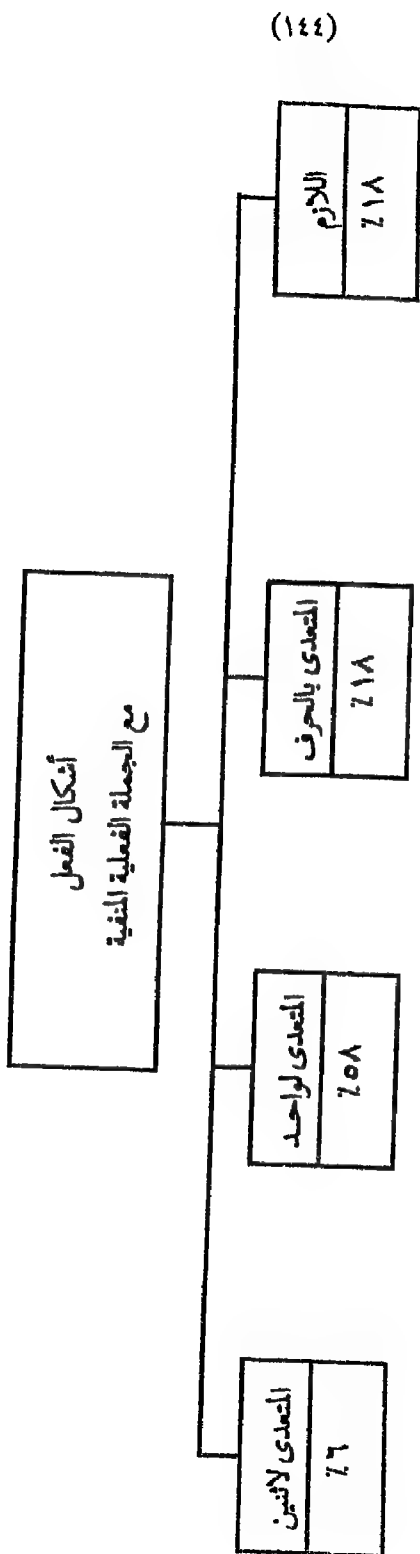 (١٤٤)
أشكال الفعل
مع الجملة الفعلية المنفية
اللازم
٪١٨
المتعدى بالحرف
٪١٨
المتعدى لواحد
٪٥٨
المتعدى لاثنين
٪٦